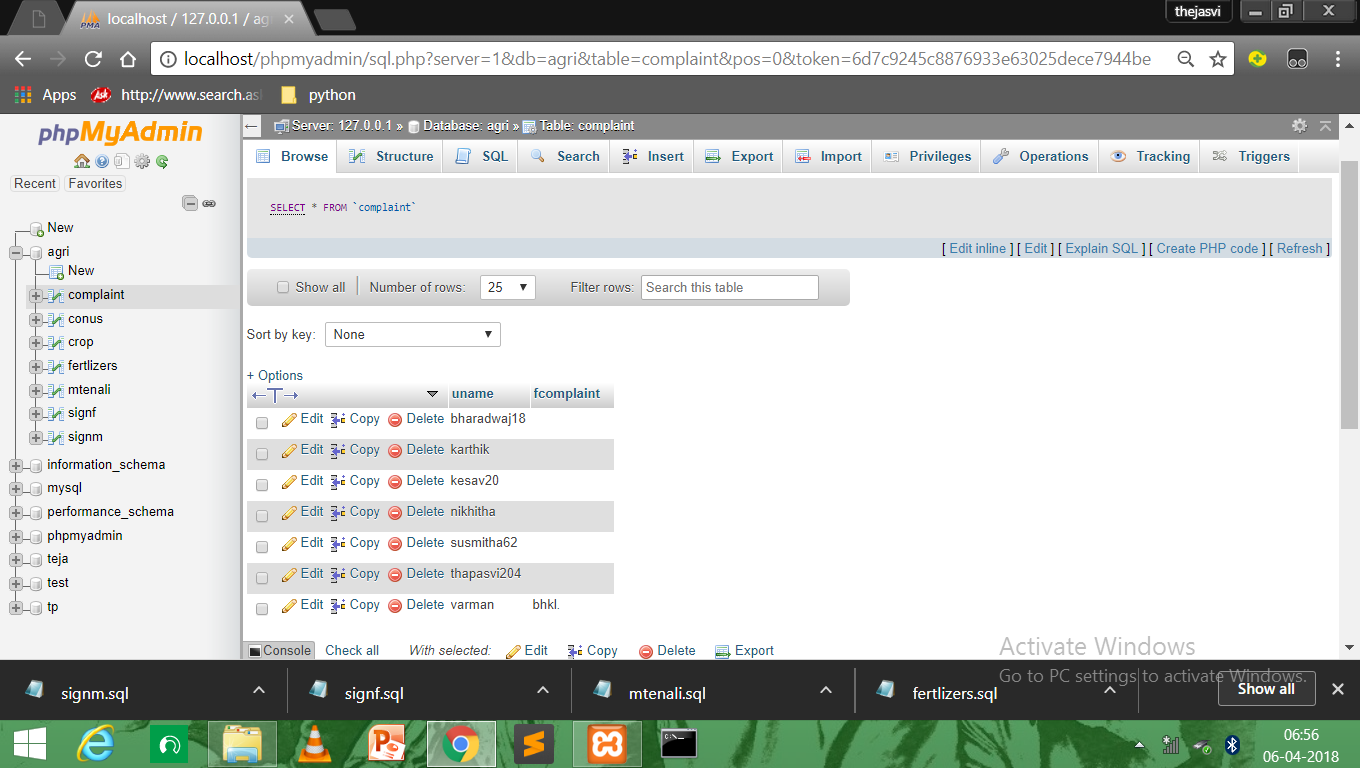 localhost / 127.0.0.1 / ag
thejasvi
localhost/phpmyadmin/sql.php?server=1&db=agri&table=complaint&pos=0&token=6d7c9245c8876933e63025dece7944be
Apps Ask http://www.search.as python
phpMyAdmin
Recent Favorites
New
agri
New
complaint
conus
crop
fertlizers
mtenali
signf
signm
information_schema
mysql
performance_schema
phpmyadmin
teja
test
tp
Server: 127.0.0.1 » Database: agri » Table: complaint
Browse Structure SQL Search Insert Export Import Privileges Operations Tracking Triggers
SELECT * FROM `complaint`
[ Edit inline ] [ Edit ] [ Explain SQL ] [ Create PHP code ] [ Refresh ]
Show all Number of rows: 25 Filter rows: Search this table
Sort by key: None
+ Options
←T→ uname fcomplaint
Edit Copy Delete bharadwaj18
Edit Copy Delete karthik
Edit Copy Delete kesav20
Edit Copy Delete nikhitha
Edit Copy Delete susmitha62
Edit Copy Delete thapasvi204
Edit Copy Delete varman bhkl.
Console Check all With selected: Edit Copy Delete Export
Activate Windows
Go to PC settings to activate Windows.
signm.sql signf.sql mtenali.sql fertlizers.sql Show all
06:56
06-04-2018